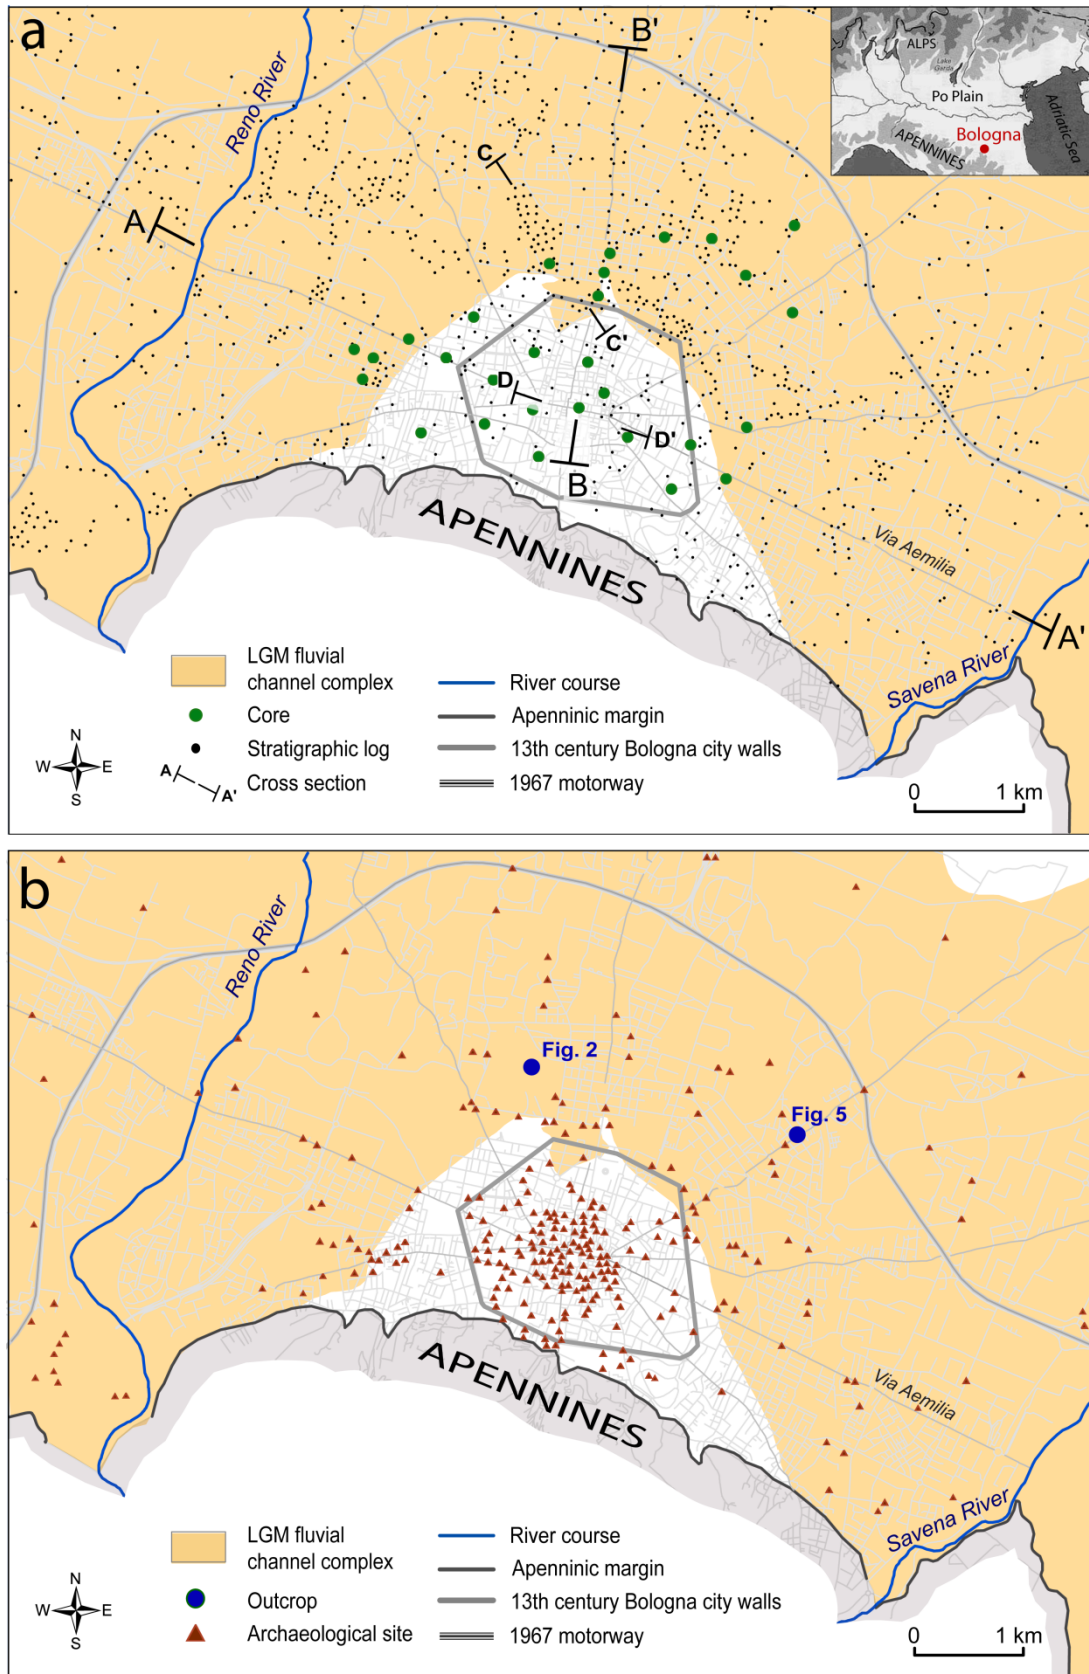 a
B'
ALPS
Lake
Garda
Po Plain
Adriatic Sea
Bologna
APENNINES
Reno River
C
A
C'
D
D'
B
APENNINES
Via Aemilia
A'
Savena River
LGM fluvial
channel complex
River course
Core
Apenninic margin
Stratigraphic log
13th century Bologna city walls
A
A'
Cross section
1967 motorway
N
W
E
S
0
1 km
b
Reno River
Fig. 2
Fig. 5
APENNINES
Via Aemilia
Savena River
LGM fluvial
channel complex
River course
Apenninic margin
Outcrop
13th century Bologna city walls
Archaeological site
1967 motorway
N
W
E
S
0
1 km